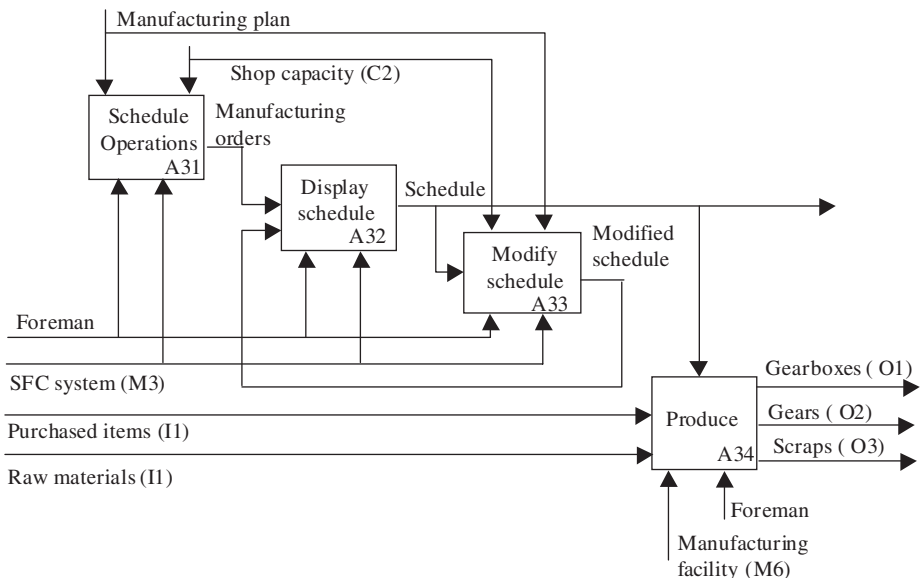 Manufacturing plan
Shop capacity (C2)
Schedule
Operations
A31
Manufacturing
orders
Display
schedule
A32
Schedule
Modify
schedule
A33
Modified
schedule
Foreman
SFC system (M3)
Purchased items (I1)
Raw materials (I1)
Produce
A34
Gearboxes ( O1)
Gears ( O2)
Scraps ( O3)
Foreman
Manufacturing
facility (M6)